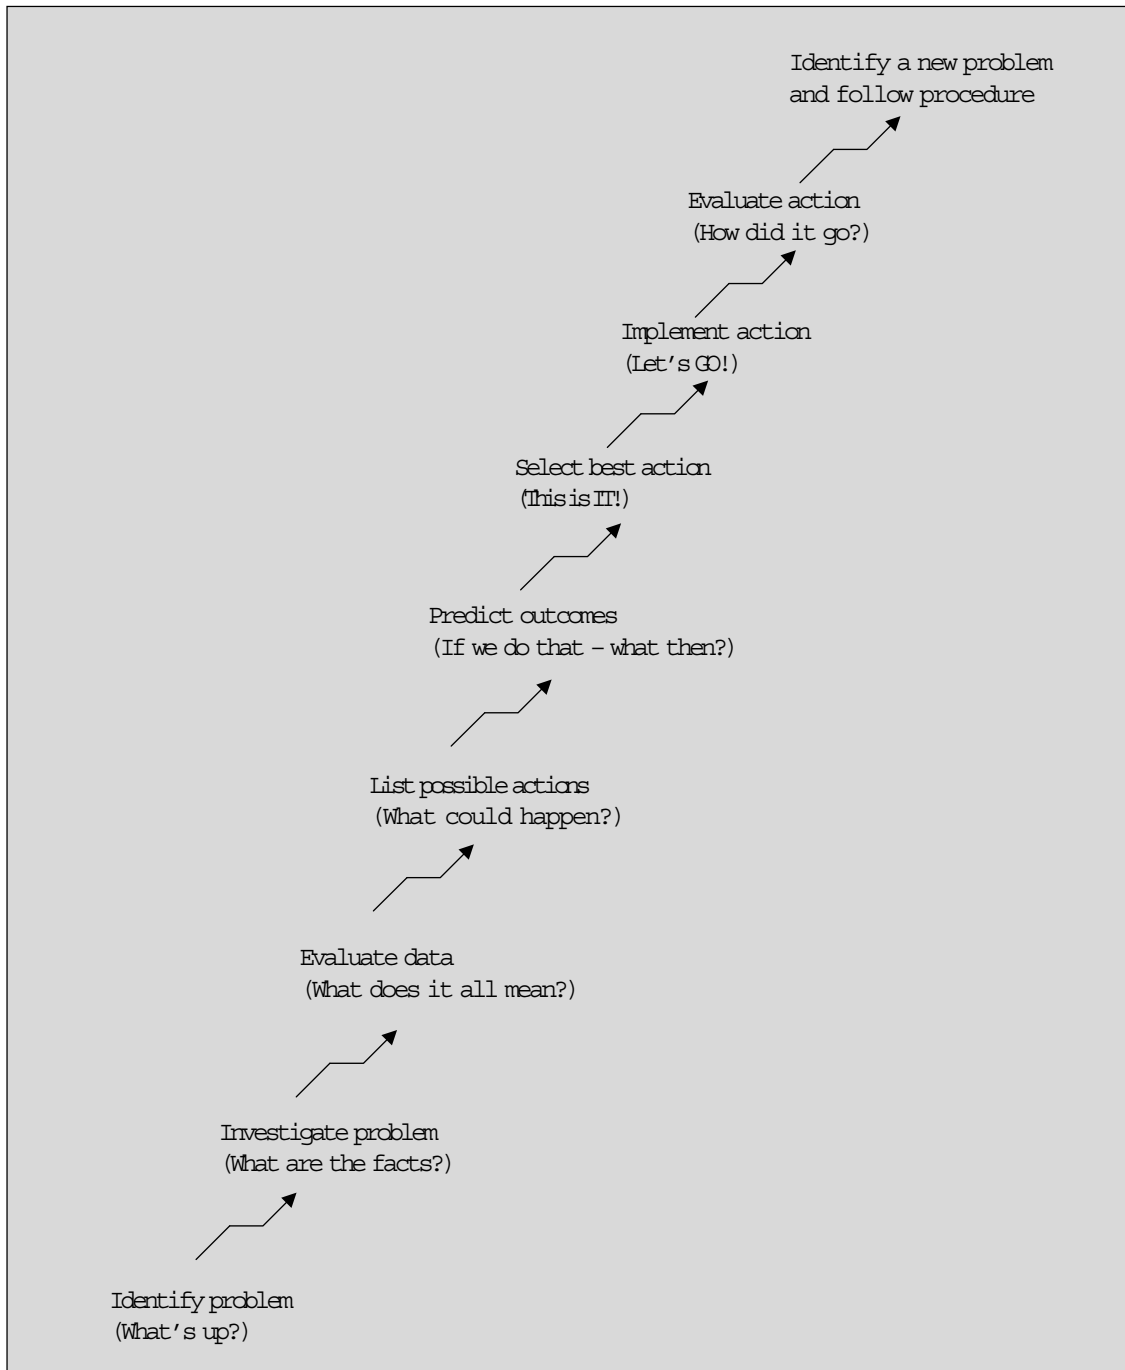 Identify a new problem
and follow procedure
Evaluate action
(How did it go?)
Implement action
(Let's GO!)
Select best action
(This is IT!)
Predict outcomes
(If we do that – what then?)
List possible actions
(What could happen?)
Evaluate data
(What does it all mean?)
Investigate problem
(What are the facts?)
Identify problem
(What's up?)